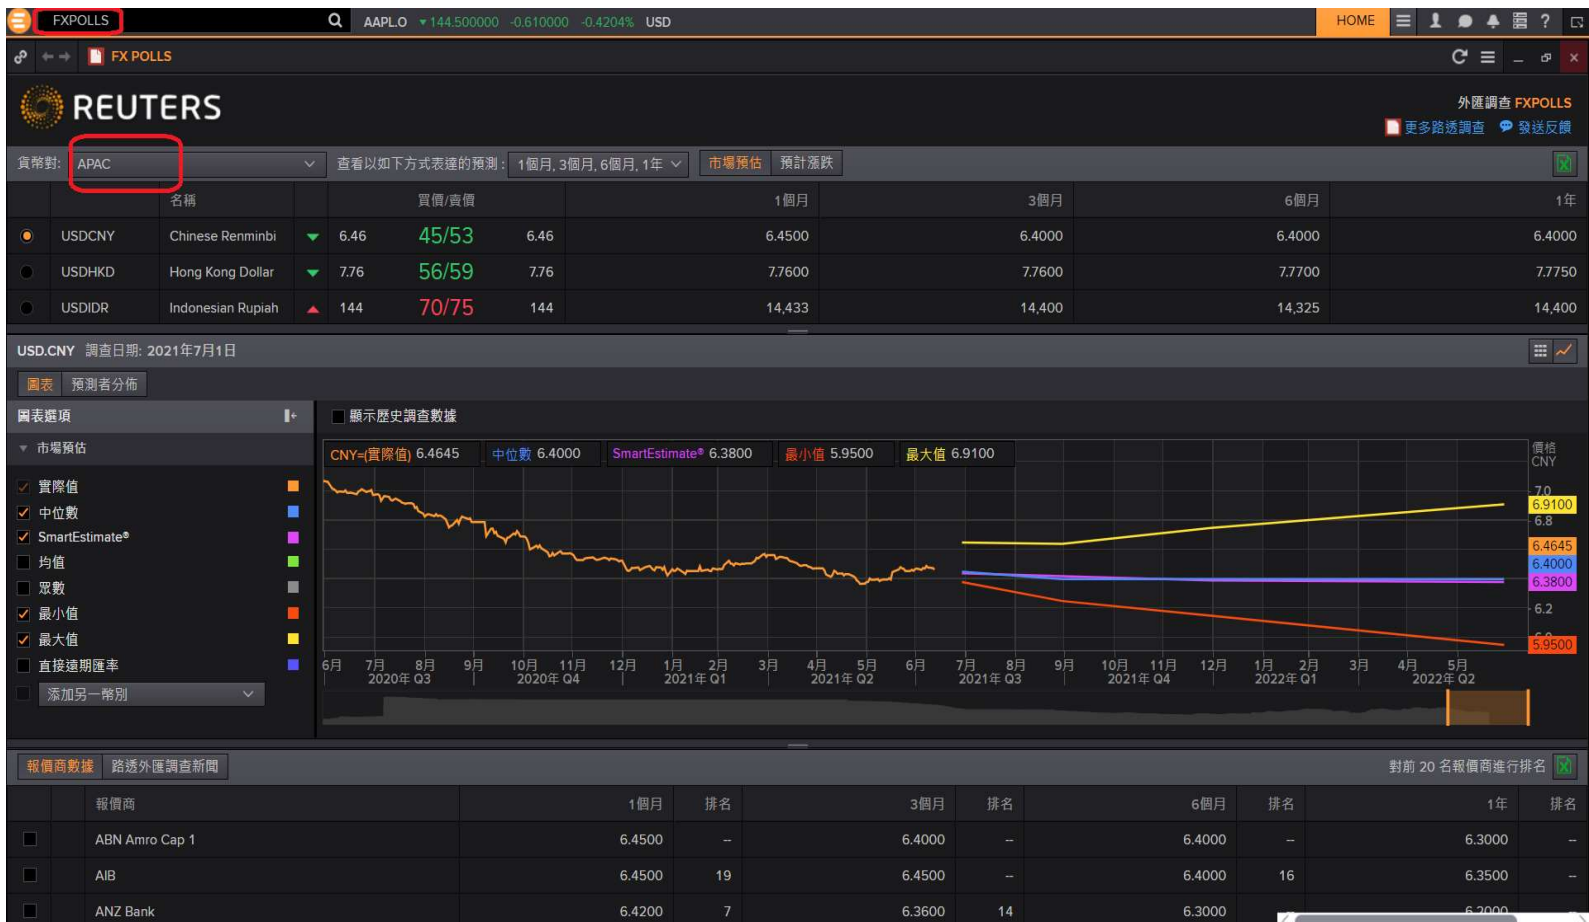 FXPOLLS AAPL.O ▼144.500000 -0.610000 -0.4204% USD HOME ?
FX POLLS
REUTERS
外匯調查 FXPOLLS
更多路透調查 發送反饋
貨幣對: APAC 查看以如下方式表達的預測: 1個月, 3個月, 6個月, 1年 市場預估 預計漲跌
名稱 買價/賣價 1個月 3個月 6個月 1年
USDCNY Chinese Renminbi ▼ 6.46 45/53 6.46 6.4500 6.4000 6.4000 6.4000
USDHKD Hong Kong Dollar ▼ 7.76 56/59 7.76 7.7600 7.7600 7.7700 7.7750
USDIDR Indonesian Rupiah ▲ 144 70/75 144 14,433 14,400 14,325 14,400
USD.CNY 調查日期: 2021年7月1日
圖表 預測者分佈
圖表選項
顯示歷史調查數據
市場預估
CNY=(實際值) 6.4645 中位數 6.4000 SmartEstimate® 6.3800 最小值 5.9500 最大值 6.9100
價格
CNY
實際值
中位數
SmartEstimate®
均值
眾數
最小值
最大值
直接遠期匯率
添加另一幣別
7.0
6.9100
6.8
6.4645
6.4000
6.3800
6.2
5.9500
6月 7月 8月 9月 10月 11月 12月 1月 2月 3月 4月 5月 6月 7月 8月 9月 10月 11月 12月 1月 2月 3月 4月 5月
2020年 Q3 2020年 Q4 2021年 Q1 2021年 Q2 2021年 Q3 2021年 Q4 2022年 Q1 2022年 Q2
報價商數據 路透外匯調查新聞 對前 20 名報價商進行排名
報價商 1個月 排名 3個月 排名 6個月 排名 1年 排名
ABN Amro Cap 1 6.4500 -- 6.4000 -- 6.4000 -- 6.3000 --
AIB 6.4500 19 6.4500 -- 6.4000 16 6.3500 --
ANZ Bank 6.4200 7 6.3600 14 6.3000 6.2000